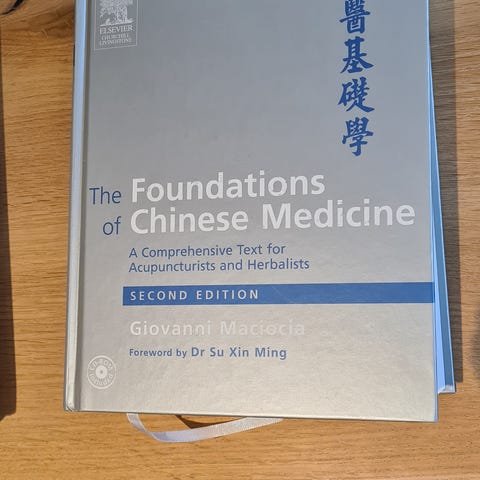 ELSEVIER
CHURCHILL
LIVINGSTONE
醫基礎學
The Foundations
of Chinese Medicine
A Comprehensive Text for
Acupuncturists and Herbalists
SECOND EDITION
Giovanni Maciocia
Foreword by Dr Su Xin Ming